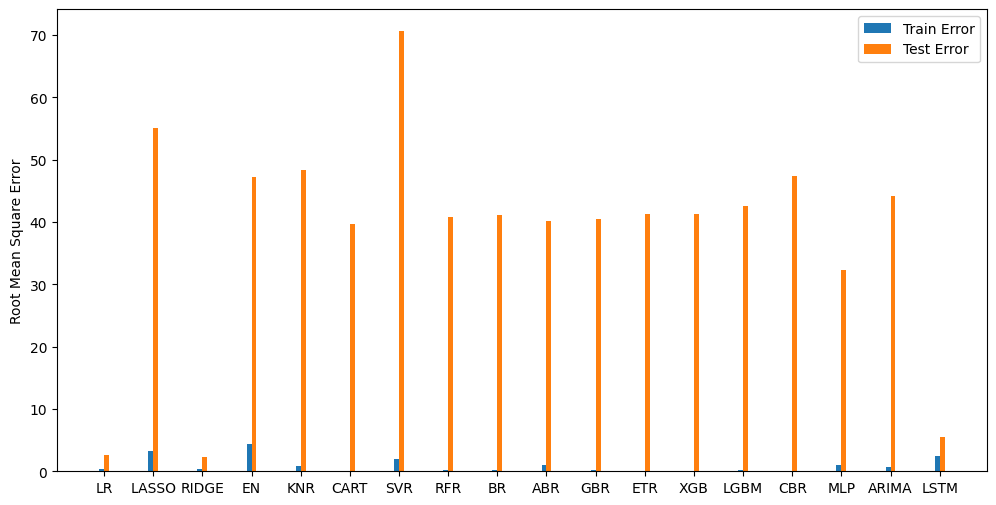 Train Error
Test Error
Root Mean Square Error
70
60
50
40
30
20
10
0
LR LASSO RIDGE EN KNR CART SVR RFR BR ABR GBR ETR XGB LGBM CBR MLP ARIMA LSTM